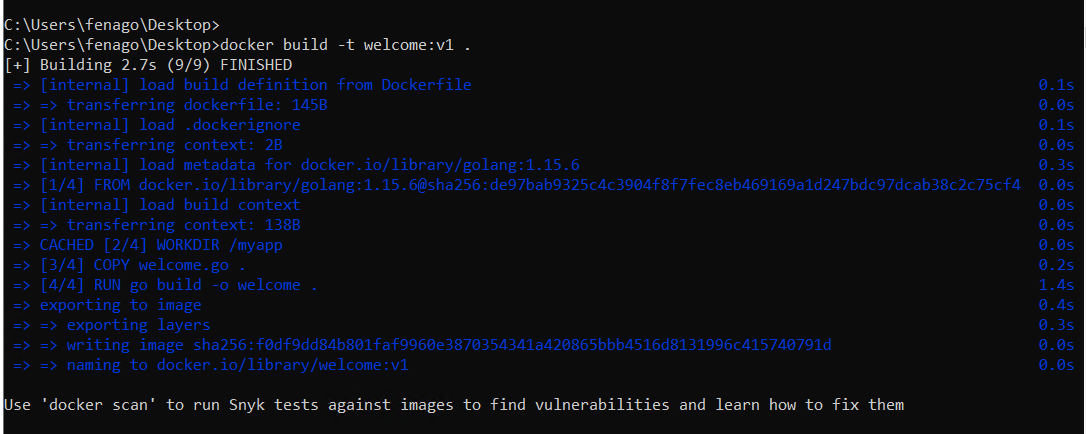 C:\Users\fenago\Desktop>
C:\Users\fenago\Desktop>docker build -t welcome:v1 .
[+] Building 2.7s (9/9) FINISHED
=> [internal] load build definition from Dockerfile 0.1s
=> => transferring dockerfile: 145B 0.0s
=> [internal] load .dockerignore 0.1s
=> => transferring context: 2B 0.0s
=> [internal] load metadata for docker.io/library/golang:1.15.6 0.3s
=> [1/4] FROM docker.io/library/golang:1.15.6@sha256:de97bab9325c4c3904f8f7fec8eb469169a1d247bdc97dcab38c2c75cf4 0.0s
=> [internal] load build context 0.0s
=> => transferring context: 138B 0.0s
=> CACHED [2/4] WORKDIR /myapp 0.0s
=> [3/4] COPY welcome.go . 0.2s
=> [4/4] RUN go build -o welcome . 1.4s
=> exporting to image 0.4s
=> => exporting layers 0.3s
=> => writing image sha256:f0df9dd84b801faf9960e3870354341a420865bbb4516d8131996c415740791d 0.0s
=> => naming to docker.io/library/welcome:v1 0.0s
Use 'docker scan' to run Snyk tests against images to find vulnerabilities and learn how to fix them